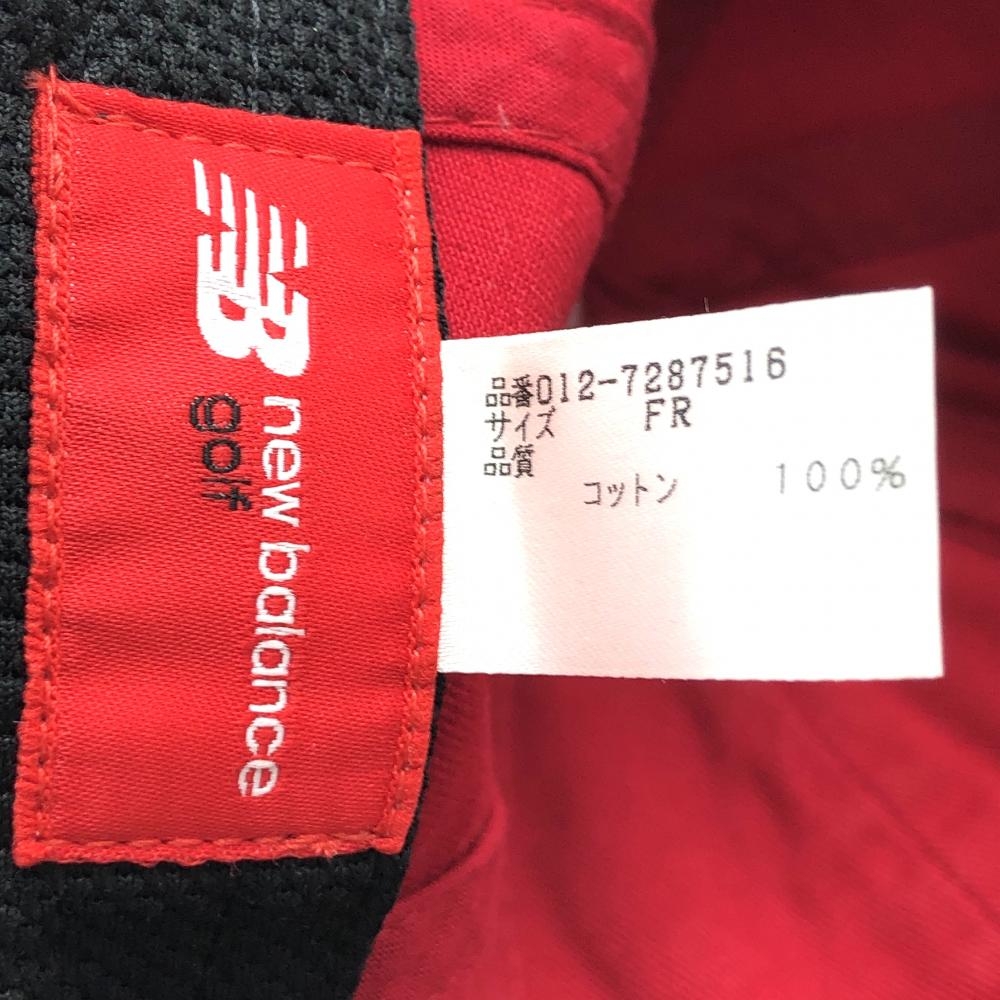 NB
new balance
golf
品番012-7287516
サイズ FR
品質
コットン 100%